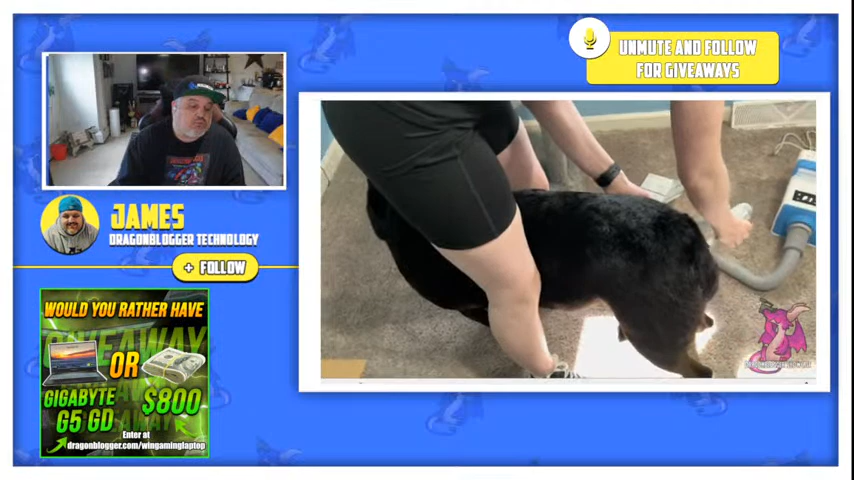 UNMUTE AND FOLLOW
FOR GIVEAWAYS
JAMES
DRAGONBLOGGER TECHNOLOGY
+ FOLLOW
WOULD YOU RATHER HAVE
GIVEAWAY
OR
GIGABYTE
G5 GD
$800
Enter at
dragonblogger.com/wingaminglaptop